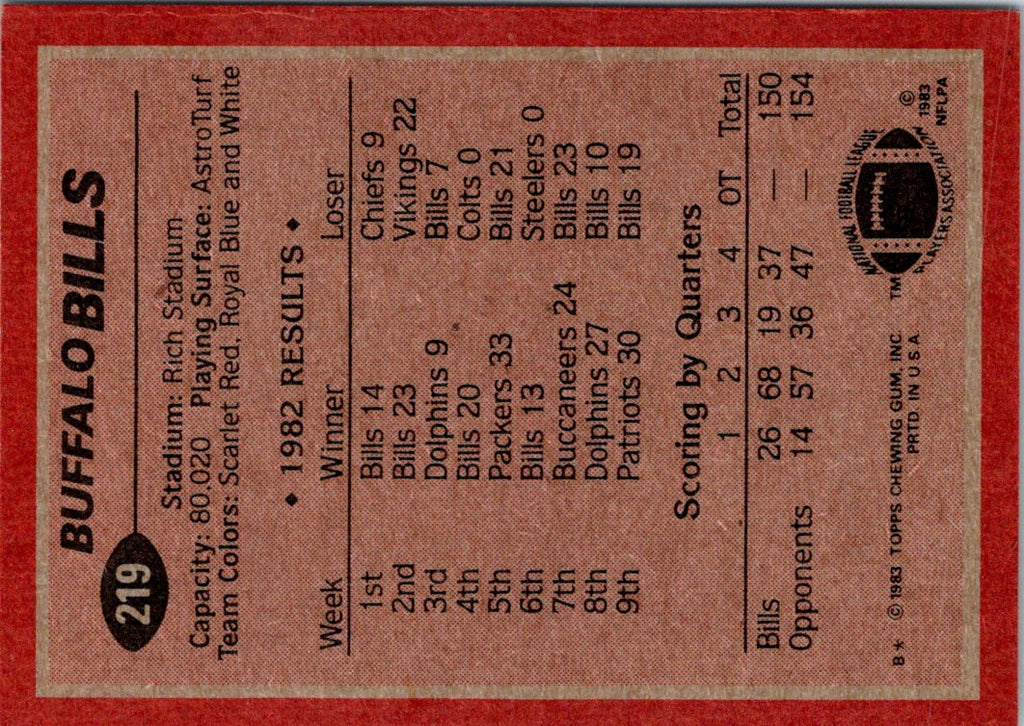 BUFFALO BILLS
219
Stadium: Rich Stadium
Capacity: 80,020 Playing Surface: AstroTurf
Team Colors: Scarlet Red, Royal Blue and White
♦ 1982 RESULTS ♦
Week Winner Loser
1st Bills 14 Chiefs 9
2nd Bills 23 Vikings 22
3rd Dolphins 9 Bills 7
4th Bills 20 Colts 0
5th Packers 33 Bills 21
6th Bills 13 Steelers 0
7th Buccaneers 24 Bills 23
8th Dolphins 27 Bills 10
9th Patriots 30 Bills 19
Scoring by Quarters
1 2 3 4 OT Total
Bills 26 68 19 37 — 150
Opponents 14 57 36 47 — 154
NATIONAL FOOTBALL LEAGUE
PLAYERS ASSOCIATION
TM
© 1983
NFLPA
B* © 1983 TOPPS CHEWING GUM, INC
PRTD IN U.S.A.